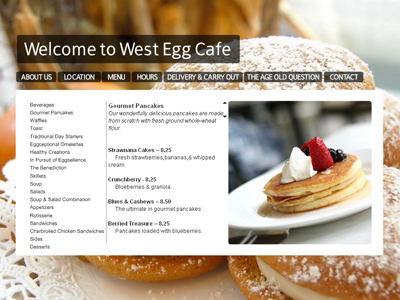 Welcome to West Egg Cafe
ABOUT US LOCATION MENU HOURS DELIVERY & CARRY OUT THE AGE OLD QUESTION CONTACT
Beverages
Gourmet Pancakes
Waffles
Toast
Traditional Day Starters
Eggceptional Omelettes
Healthy Creations
In Pursuit of Eggsellence
The Benediction
Skillets
Soup
Salads
Soup & Salad Combination
Appetizers
Rotisserie
Sandwiches
Charbroiled Chicken Sandwiches
Sides
Desserts
Gourmet Pancakes
Our wonderfully delicious pancakes are made
from scratch with fresh ground whole-wheat
flour.
Strawnana Cakes – 8.25
Fresh strawberries,bananas,& whipped
cream.
Crunchberry - 8.25
Blueberries & granola.
Blues & Cashews – 8.50
The ultimate in gourmet pancakes.
Berried Treasure – 8.25
Pancakes loaded with blueberries.